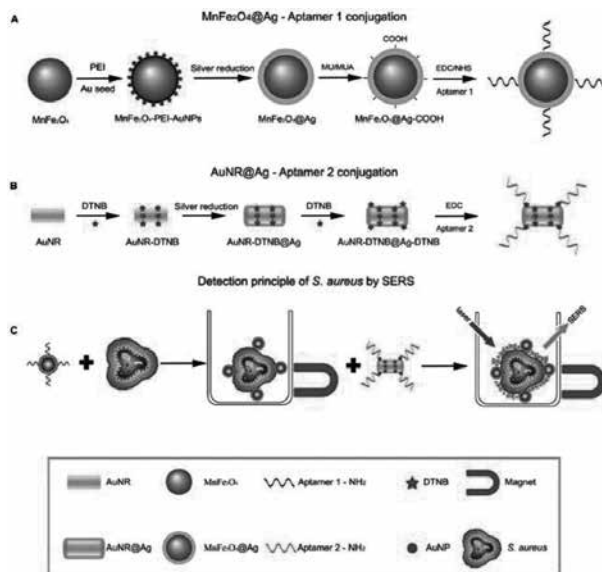 A
MnFe₂O₄@Ag - Aptamer 1 conjugation
PEI
Au seed
Silver reduction
MU/MUA
COOH
EDC/NHS
Aptamer 1
MnFe₂O₄
MnFe₂O₄-PEI-AuNPs
MnFe₂O₄@Ag
MnFe₂O₄@Ag-COOH
AuNR@Ag - Aptamer 2 conjugation
B
DTNB
Silver reduction
DTNB
EDC
Aptamer 2
AuNR
AuNR-DTNB
AuNR-DTNB@Ag
AuNR-DTNB@Ag-DTNB
Detection principle of S. aureus by SERS
C
laser
SERS
AuNR
MnFe₂O₄
Aptamer 1 - NH₂
DTNB
Magnet
AuNR@Ag
MnFe₂O₄@Ag
Aptamer 2 - NH₂
AuNP
S. aureus